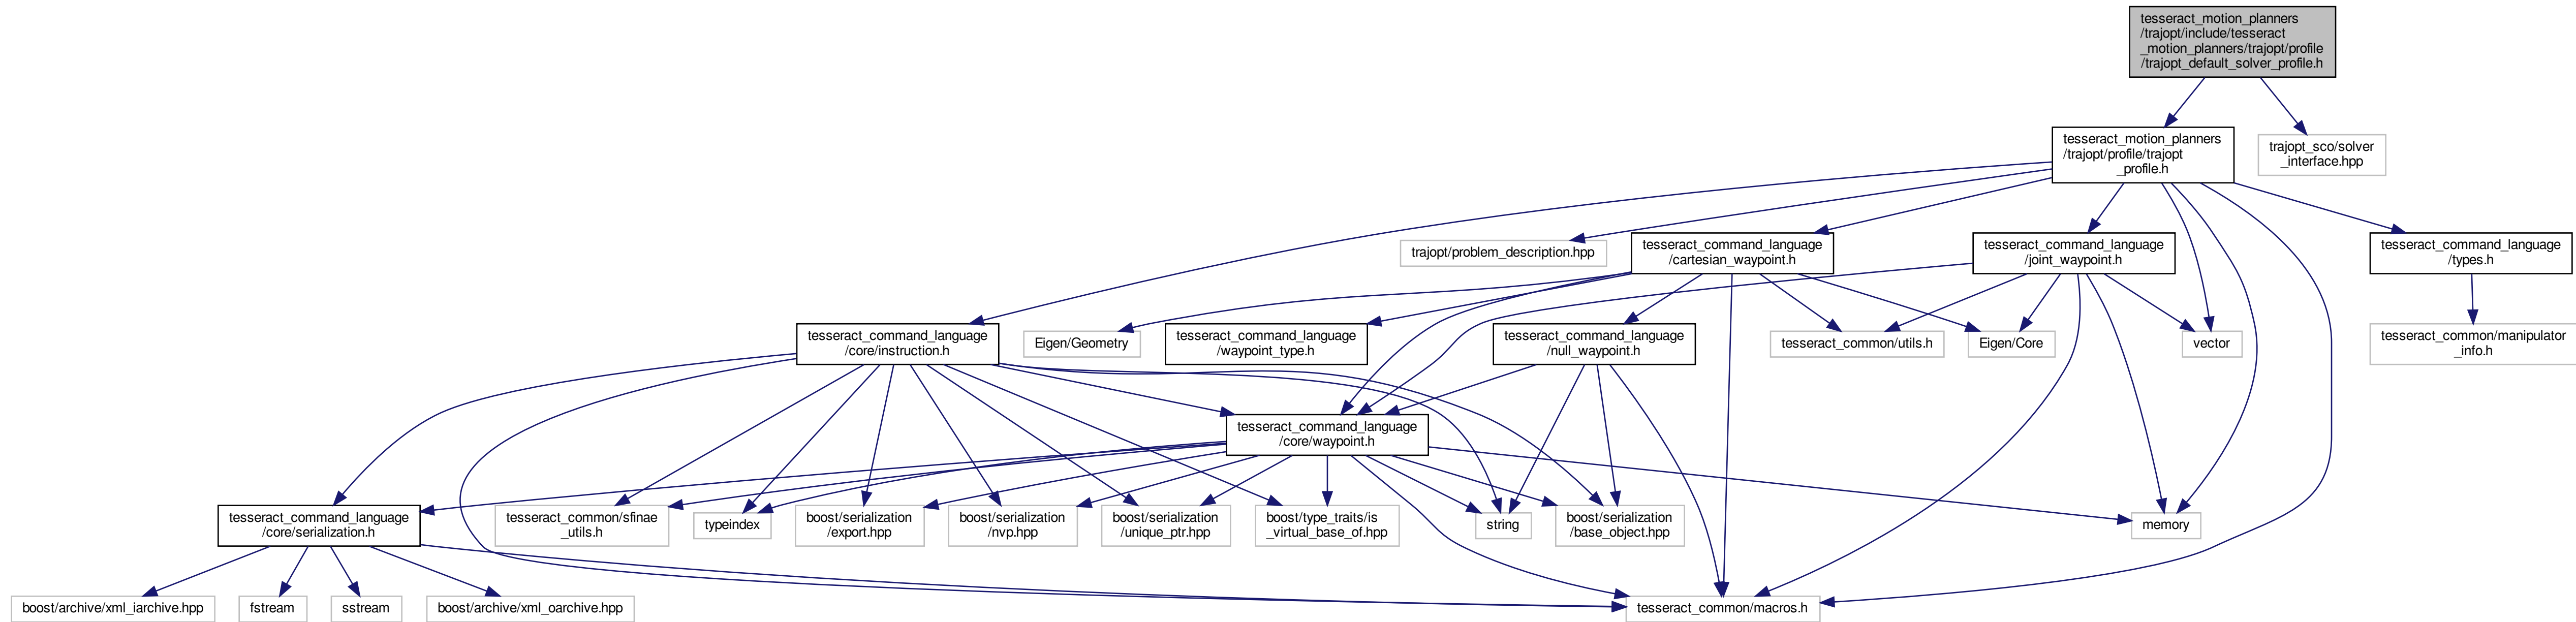 tesseract_motion_planners
/trajopt/include/tesseract
_motion_planners/trajopt/profile
/trajopt_default_solver_profile.h
tesseract_motion_planners
/trajopt/profile/trajopt
_profile.h
trajopt_sco/solver
_interface.hpp
trajopt/problem_description.hpp
tesseract_command_language
/cartesian_waypoint.h
tesseract_command_language
/joint_waypoint.h
tesseract_command_language
/types.h
tesseract_command_language
/core/instruction.h
Eigen/Geometry
tesseract_command_language
/waypoint_type.h
tesseract_command_language
/null_waypoint.h
tesseract_common/utils.h
Eigen/Core
vector
tesseract_common/manipulator
_info.h
tesseract_command_language
/core/waypoint.h
tesseract_command_language
/core/serialization.h
tesseract_common/sfinae
_utils.h
typeindex
boost/serialization
/export.hpp
boost/serialization
/nvp.hpp
boost/serialization
/unique_ptr.hpp
boost/type_traits/is
_virtual_base_of.hpp
string
boost/serialization
/base_object.hpp
memory
boost/archive/xml_iarchive.hpp
fstream
sstream
boost/archive/xml_oarchive.hpp
tesseract_common/macros.h